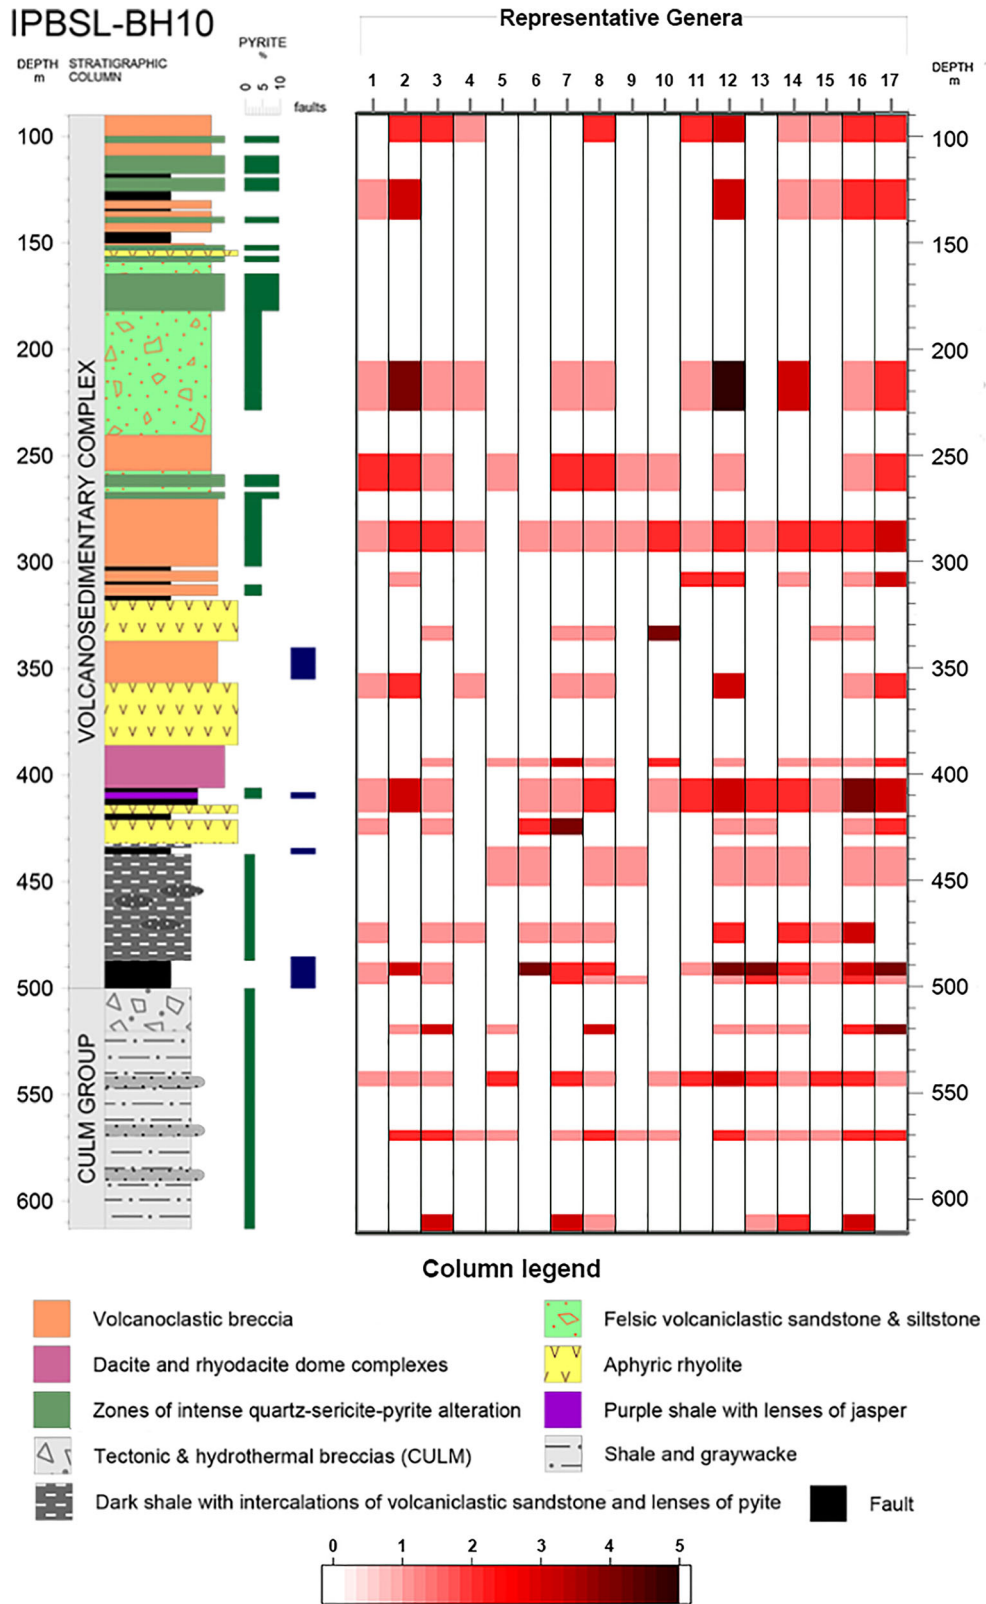 IPBSL-BH10
Representative Genera
PYRITE
%
DEPTH
m
STRATIGRAPHIC
COLUMN
0 5 10
faults
1 2 3 4 5 6 7 8 9 10 11 12 13 14 15 16 17
DEPTH
m
VOLCANOSEDIMENTARY COMPLEX
CULM GROUP
100
150
200
250
300
350
400
450
500
550
600
100
150
200
250
300
350
400
450
500
550
600
Column legend
Volcanoclastic breccia
Felsic volcaniclastic sandstone & siltstone
Dacite and rhyodacite dome complexes
Aphyric rhyolite
Zones of intense quartz-sericite-pyrite alteration
Purple shale with lenses of jasper
Tectonic & hydrothermal breccias (CULM)
Shale and graywacke
Dark shale with intercalations of volcaniclastic sandstone and lenses of pyite
Fault
0 1 2 3 4 5